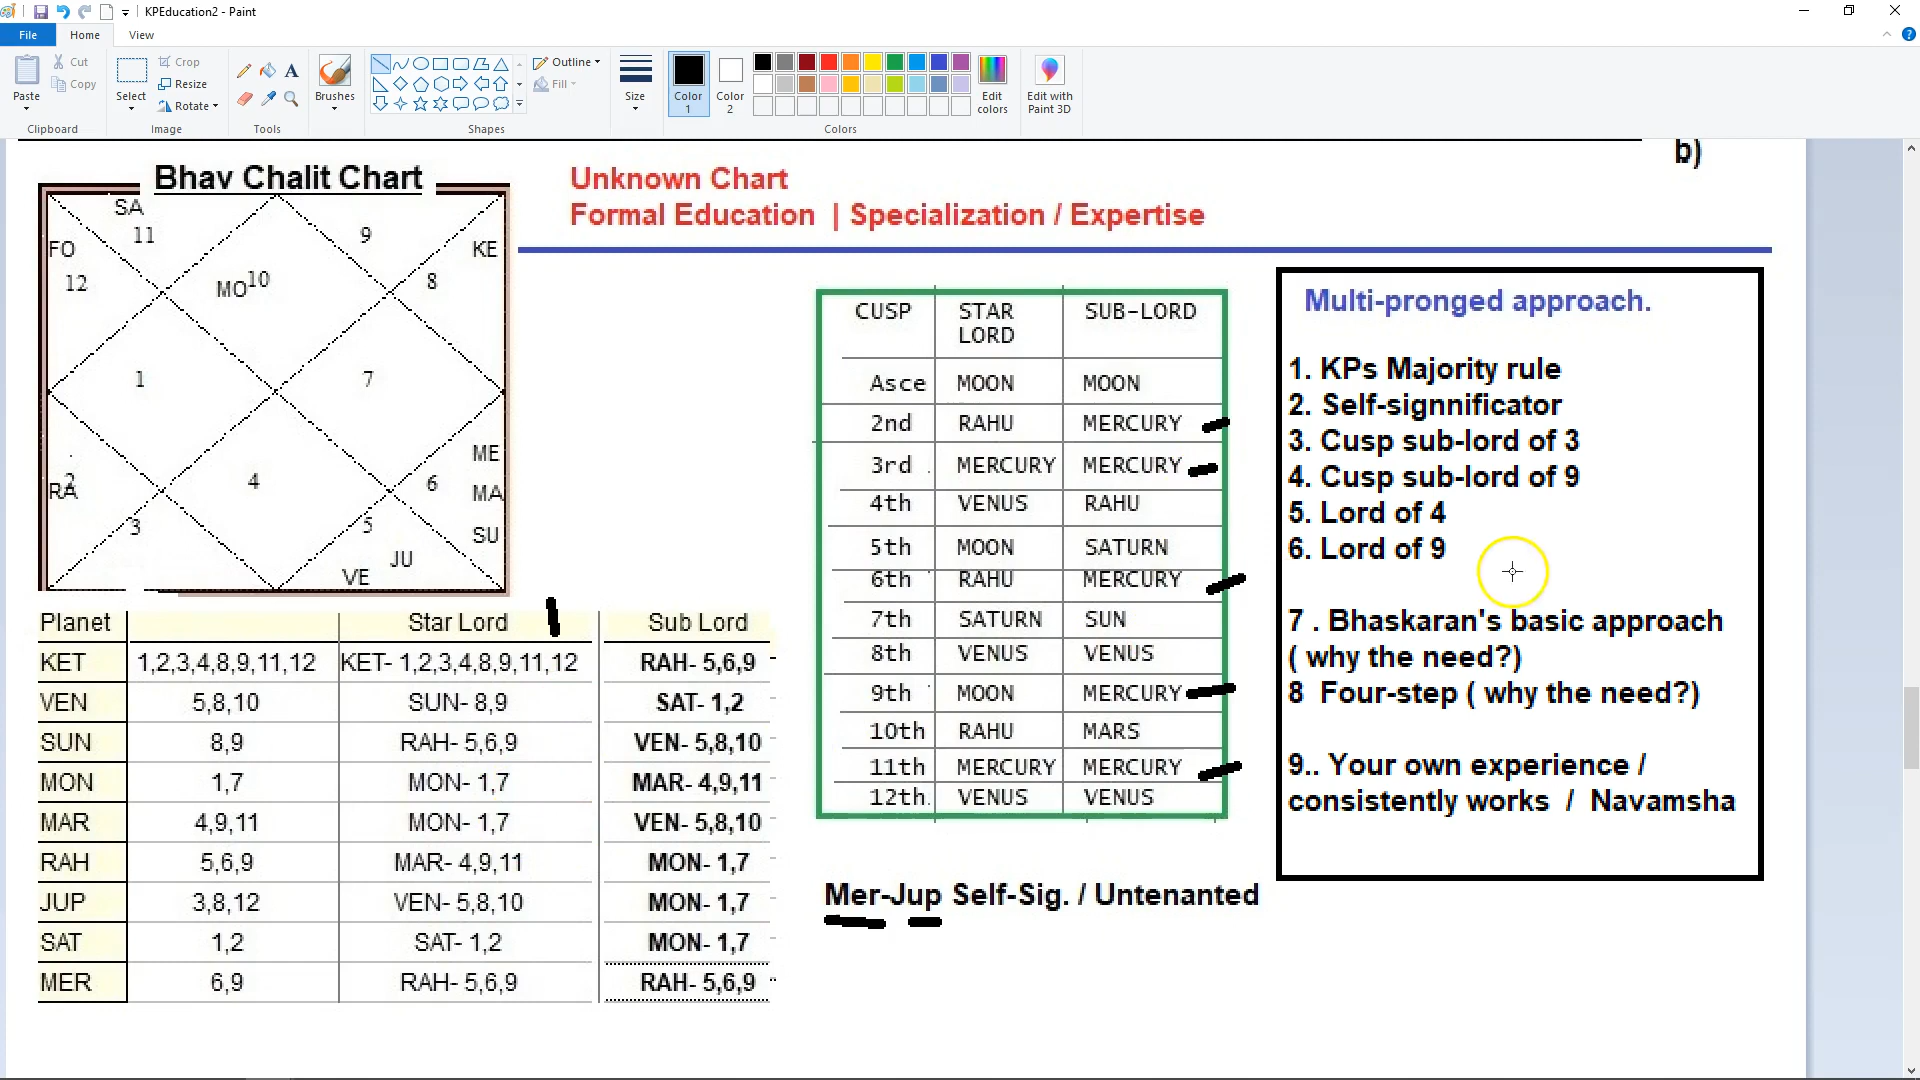 KPEducation2 - Paint
File Home View
Paste Cut Copy Clipboard
Select Crop Resize Rotate Image
Tools
Brushes
Shapes Outline Fill
Size
Color 1 Color 2 Colors
Edit colors
Edit with Paint 3D
b)
Bhav Chalit Chart
SA
11
9
FO
KE
12
MO 10
8
1
7
ME
2
RA
4
6
MA
3
5
SU
JU
VE
Unknown Chart
Formal Education | Specialization / Expertise
CUSP STAR LORD SUB-LORD
Asce MOON MOON
2nd RAHU MERCURY
3rd MERCURY MERCURY
4th VENUS RAHU
5th MOON SATURN
6th RAHU MERCURY
7th SATURN SUN
8th VENUS VENUS
9th MOON MERCURY
10th RAHU MARS
11th MERCURY MERCURY
12th. VENUS VENUS
Multi-pronged approach.
1. KPs Majority rule
2. Self-signnificator
3. Cusp sub-lord of 3
4. Cusp sub-lord of 9
5. Lord of 4
6. Lord of 9
7 . Bhaskaran's basic approach
( why the need?)
8 Four-step ( why the need?)
9.. Your own experience /
consistently works / Navamsha
Planet Star Lord Sub Lord
KET 1,2,3,4,8,9,11,12 KET- 1,2,3,4,8,9,11,12 RAH- 5,6,9
VEN 5,8,10 SUN- 8,9 SAT- 1,2
SUN 8,9 RAH- 5,6,9 VEN- 5,8,10
MON 1,7 MON- 1,7 MAR- 4,9,11
MAR 4,9,11 MON- 1,7 VEN- 5,8,10
RAH 5,6,9 MAR- 4,9,11 MON- 1,7
JUP 3,8,12 VEN- 5,8,10 MON- 1,7
SAT 1,2 SAT- 1,2 MON- 1,7
MER 6,9 RAH- 5,6,9 RAH- 5,6,9
Mer-Jup Self-Sig. / Untenanted